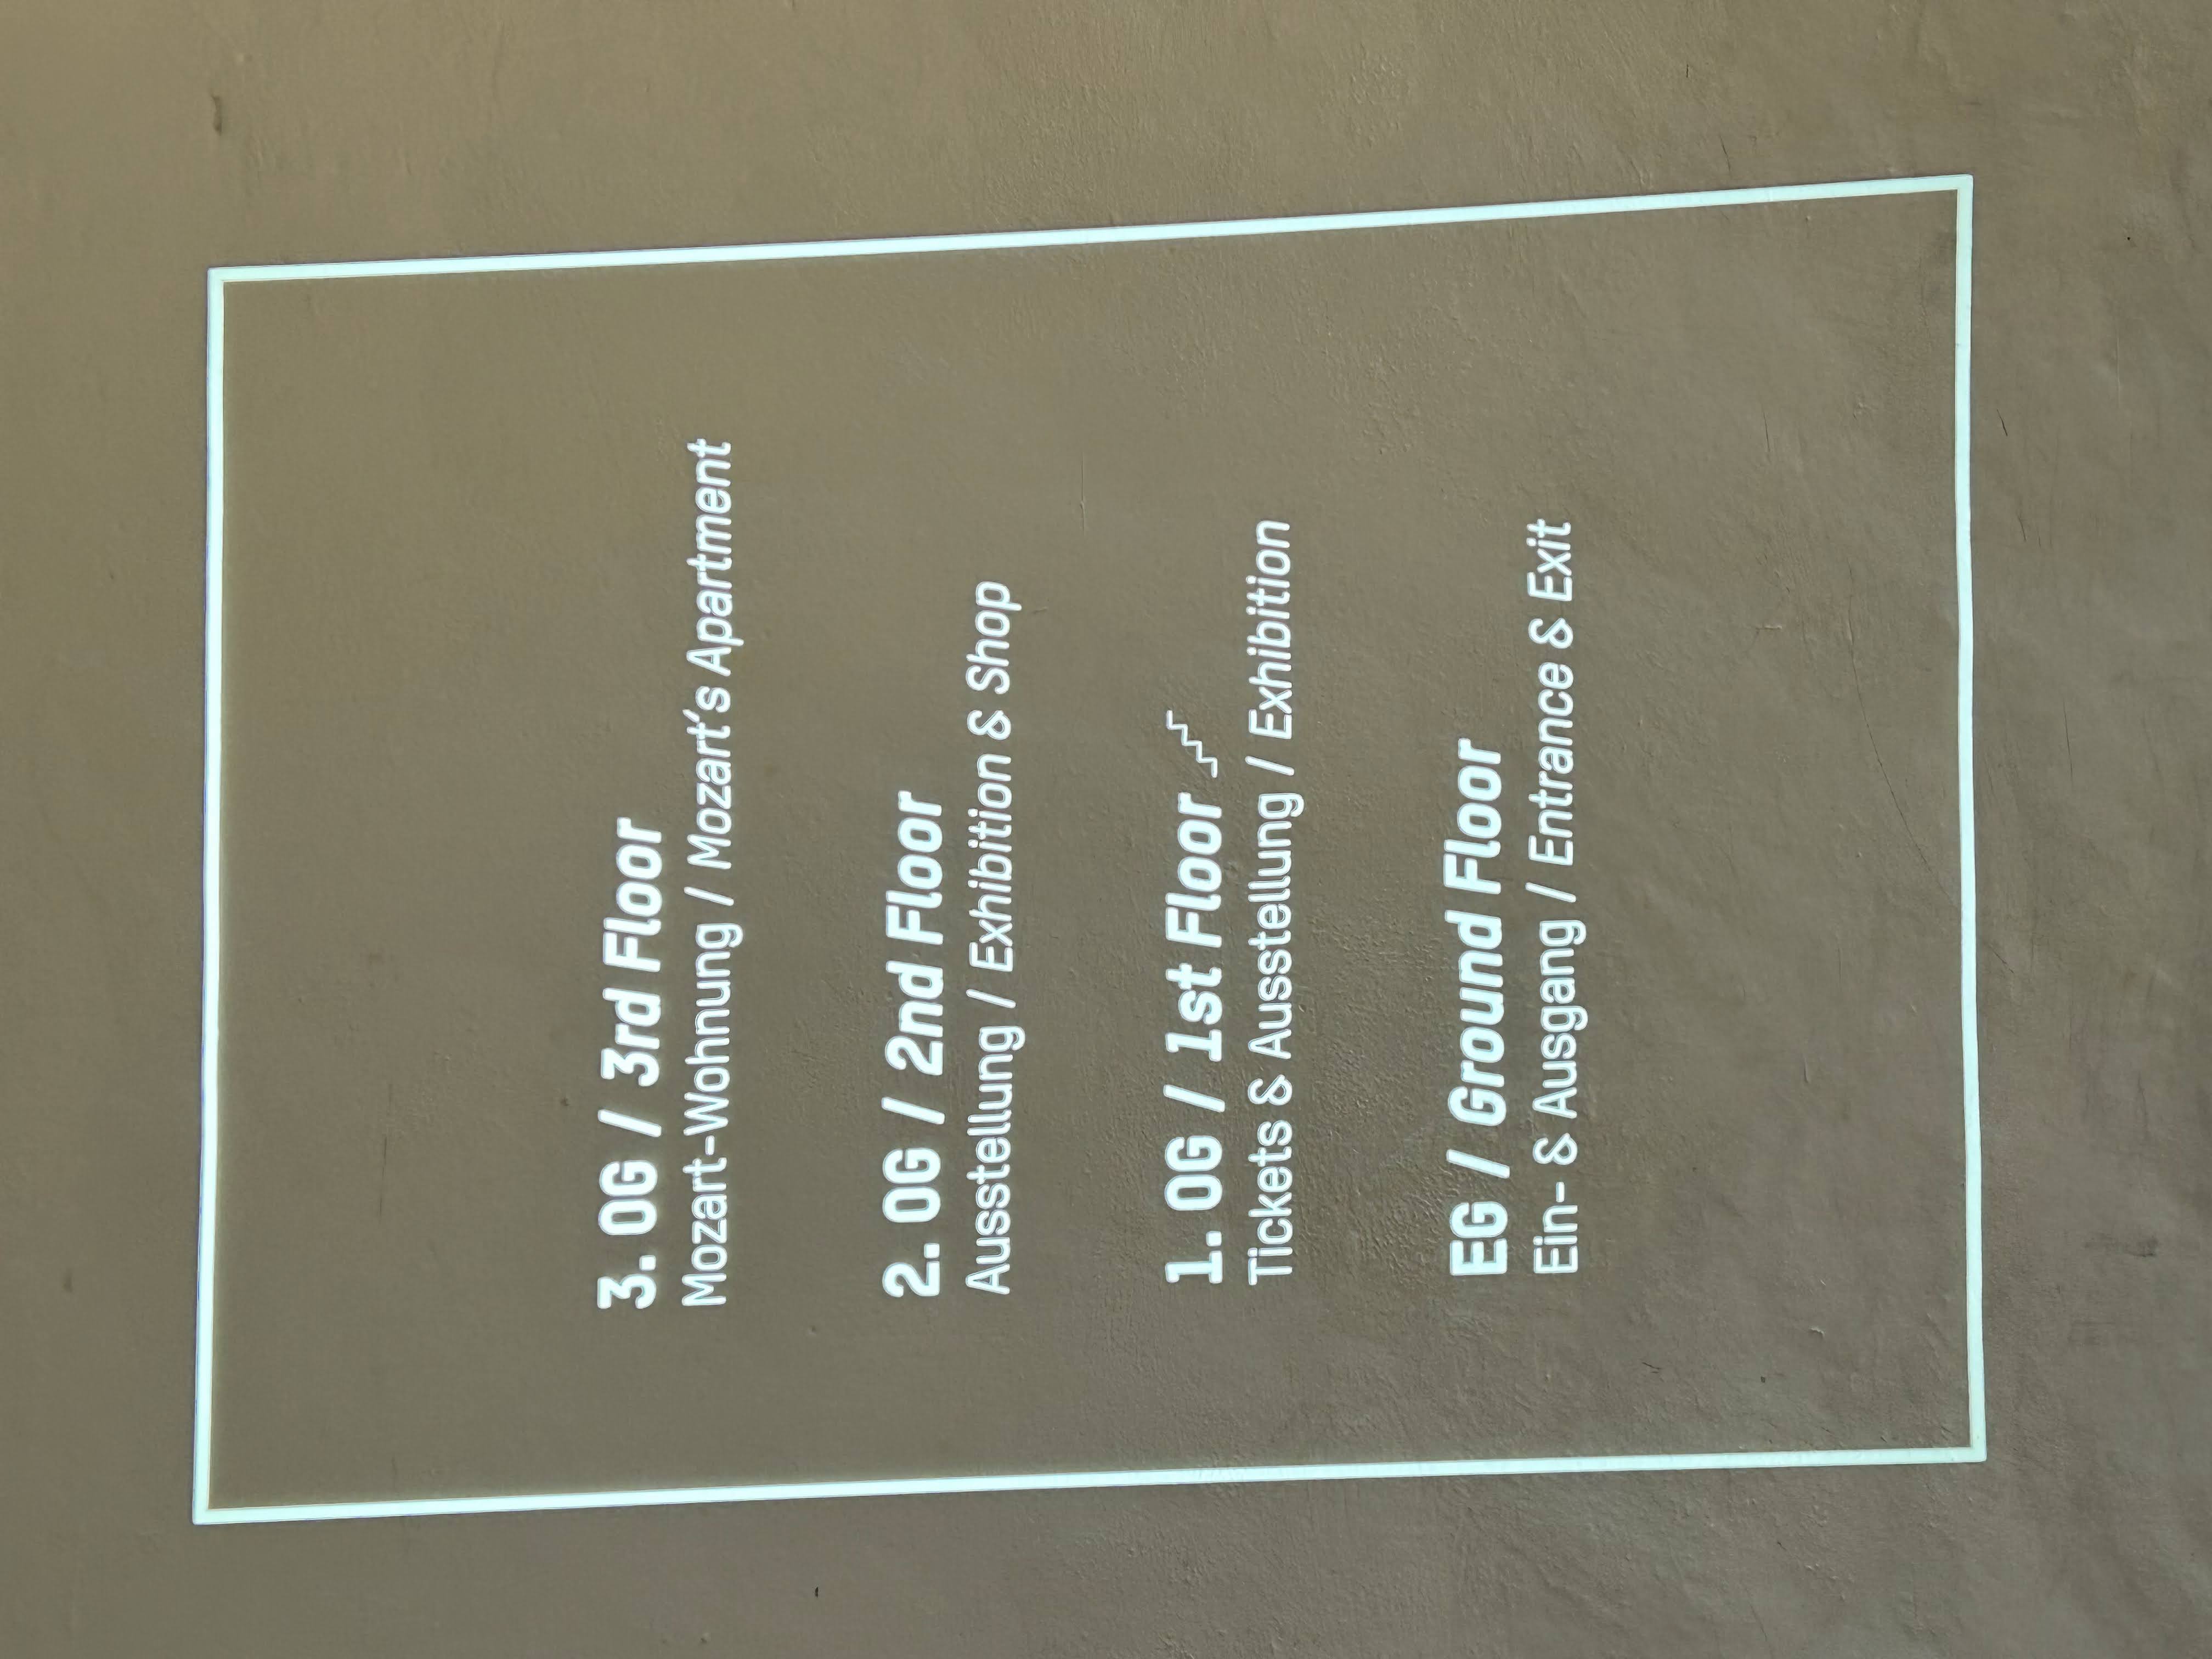 3. OG / 3rd Floor
Mozart-Wohnung / Mozart‘s Apartment
2. OG / 2nd Floor
Ausstellung / Exhibition & Shop
1. OG / 1st Floor
Tickets & Ausstellung / Exhibition
EG / Ground Floor
Ein- & Ausgang / Entrance & Exit